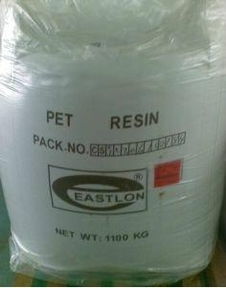 PET RESIN
PACK.NO.
®
EASTLON
NET WT: 1100 KG